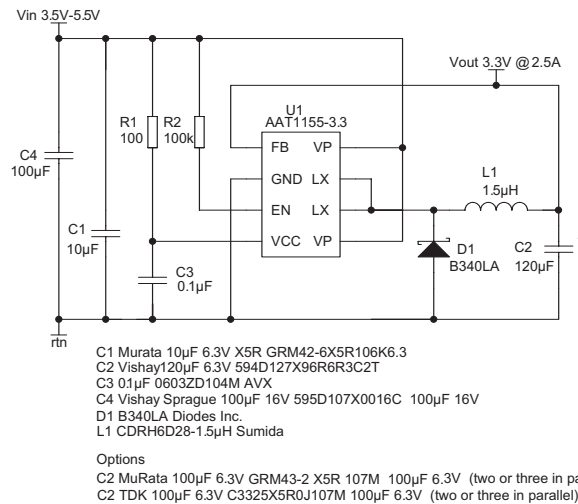 Vin 3.5V-5.5V
Vout 3.3V @ 2.5A
U1
AAT1155-3.3
R1
100
R2
100k
FB VP
GND LX
EN LX
VCC VP
L1
1.5µH
C4
100µF
C1
10µF
C3
0.1µF
D1
B340LA
C2
120µF
rtn
C1 Murata 10µF 6.3V X5R GRM42-6X5R106K6.3
C2 Vishay120µF 6.3V 594D127X96R6R3C2T
C3 0.1µF 0603ZD104M AVX
C4 Vishay Sprague 100µF 16V 595D107X0016C 100µF 16V
D1 B340LA Diodes Inc.
L1 CDRH6D28-1.5µH Sumida
Options
C2 MuRata 100µF 6.3V GRM43-2 X5R 107M 100µF 6.3V (two or three in pa
C2 TDK 100µF 6.3V C3325X5R0J107M 100µF 6.3V (two or three in parallel)